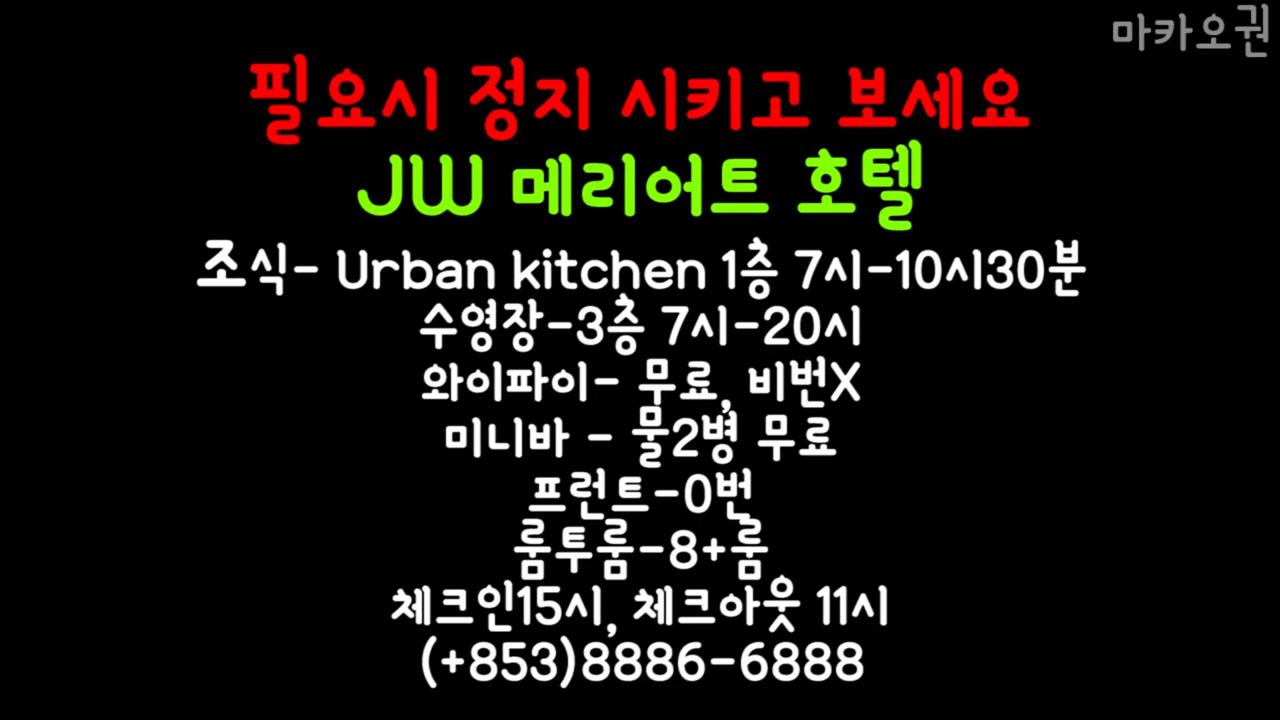 마카오권
필요시 정지 시키고 보세요
JW 메리어트 호텔
조식- Urban kitchen 1층 7시-10시30분
수영장-3층 7시-20시
와이파이- 무료, 비번X
미니바 - 물2병 무료
프런트-0번
룸투룸-8+룸
체크인15시, 체크아웃 11시
(+853)8886-6888